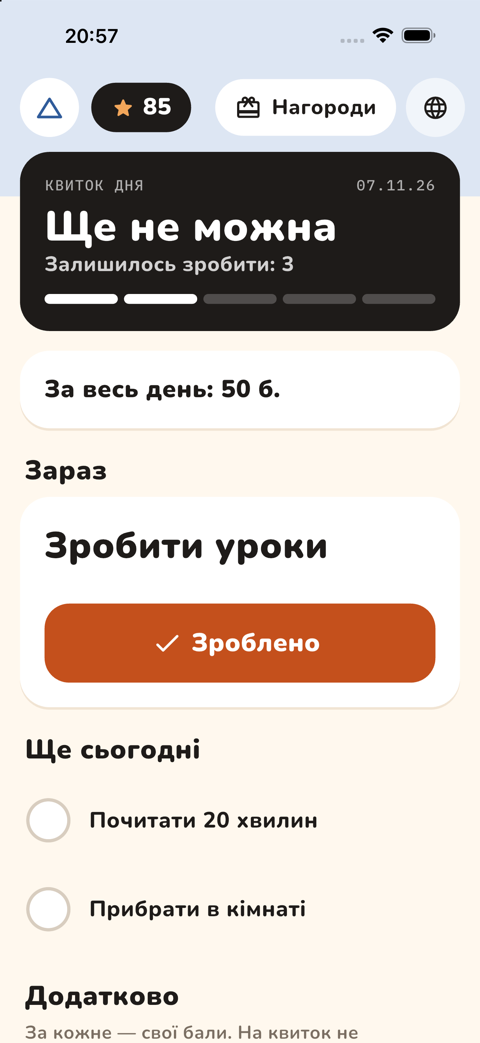 20:57
85
Нагороди
КВИТОК ДНЯ
07.11.26
Ще не можна
Залишилось зробити: 3
За весь день: 50 б.
Зараз
Зробити уроки
Зроблено
Ще сьогодні
Почитати 20 хвилин
Прибрати в кімнаті
Додатково
За кожне — свої бали. На квиток не